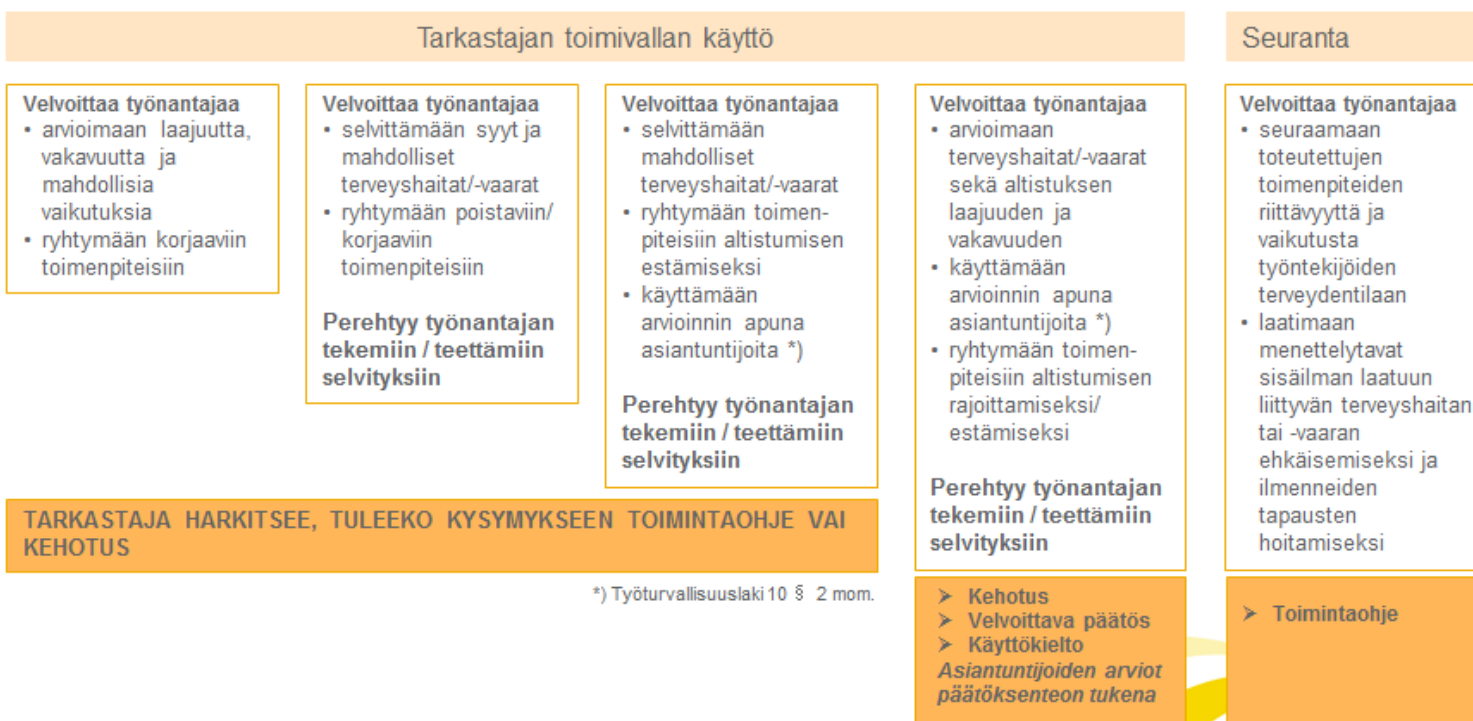 Tarkastajan toimivallan käyttö
Seuranta
Velvoittaa työnantajaa
• arvioimaan laajuutta,
vakavuutta ja
mahdollisia
vaikutuksia
• ryhtymään korjaaviin
toimenpiteisiin
Velvoittaa työnantajaa
• selvittämään syyt ja
mahdolliset
terveyshaitat/-vaarat
• ryhtymään poistaviin/
korjaaviin
toimenpiteisiin
Perehtyy työnantajan
tekemiin / teettämiin
selvityksiin
Velvoittaa työnantajaa
• selvittämään
mahdolliset
terveyshaitat/-vaarat
• ryhtymään toimen-
piteisiin altistumisen
estämiseksi
• käyttämään
arvioinnin apuna
asiantuntijoita *)
Perehtyy työnantajan
tekemiin / teettämiin
selvityksiin
Velvoittaa työnantajaa
• arvioimaan
terveyshaitat/-vaarat
sekä altistuksen
laajuuden ja
vakavuuden
• käyttämään
arvioinnin apuna
asiantuntijoita *)
• ryhtymään toimen-
piteisiin altistumisen
rajoittamiseksi/
estämiseksi
Perehtyy työnantajan
tekemiin / teettämiin
selvityksiin
Velvoittaa työnantajaa
• seuraamaan
toteutettujen
toimenpiteiden
riittävyyttä ja
vaikutusta
työntekijöiden
terveydentilaan
• laatimaan
menettelytavat
sisäilman laatuun
liittyvän terveyshaitan
tai -vaaran
ehkäisemiseksi ja
ilmenneiden
tapausten
hoitamiseksi
TARKASTAJA HARKITSEE, TULEEKO KYSYMYKSEEN TOIMINTAOHJE VAI
KEHOTUS
*) Työturvallisuuslaki 10 § 2 mom.
➢ Kehotus
➢ Velvoittava päätös
➢ Käyttökielto
Asiantuntijoiden arviot
päätöksenteon tukena
➢ Toimintaohje